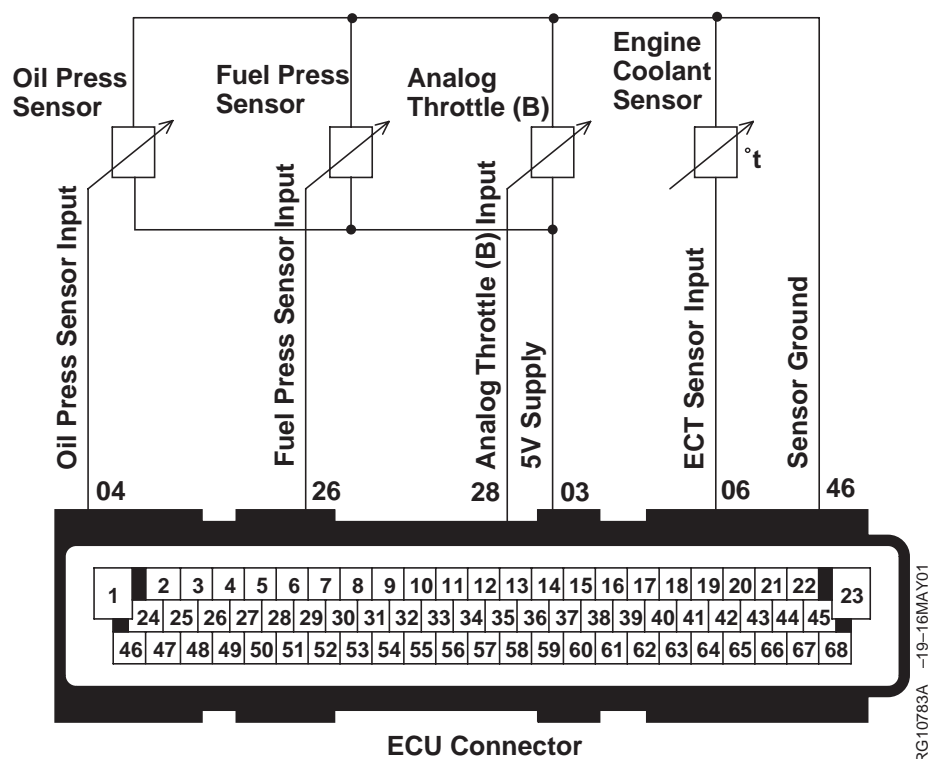 Oil Press
Sensor
Fuel Press
Sensor
Analog
Throttle (B)
Engine
Coolant
Sensor
°t
Oil Press Sensor Input
Fuel Press Sensor Input
Analog Throttle (B) Input
5V Supply
ECT Sensor Input
Sensor Ground
04
26
28
03
06
46
1 2 3 4 5 6 7 8 9 10 11 12 13 14 15 16 17 18 19 20 21 22 23
24 25 26 27 28 29 30 31 32 33 34 35 36 37 38 39 40 41 42 43 44 45
46 47 48 49 50 51 52 53 54 55 56 57 58 59 60 61 62 63 64 65 66 67 68
ECU Connector
RG10783A –19–16MAY01